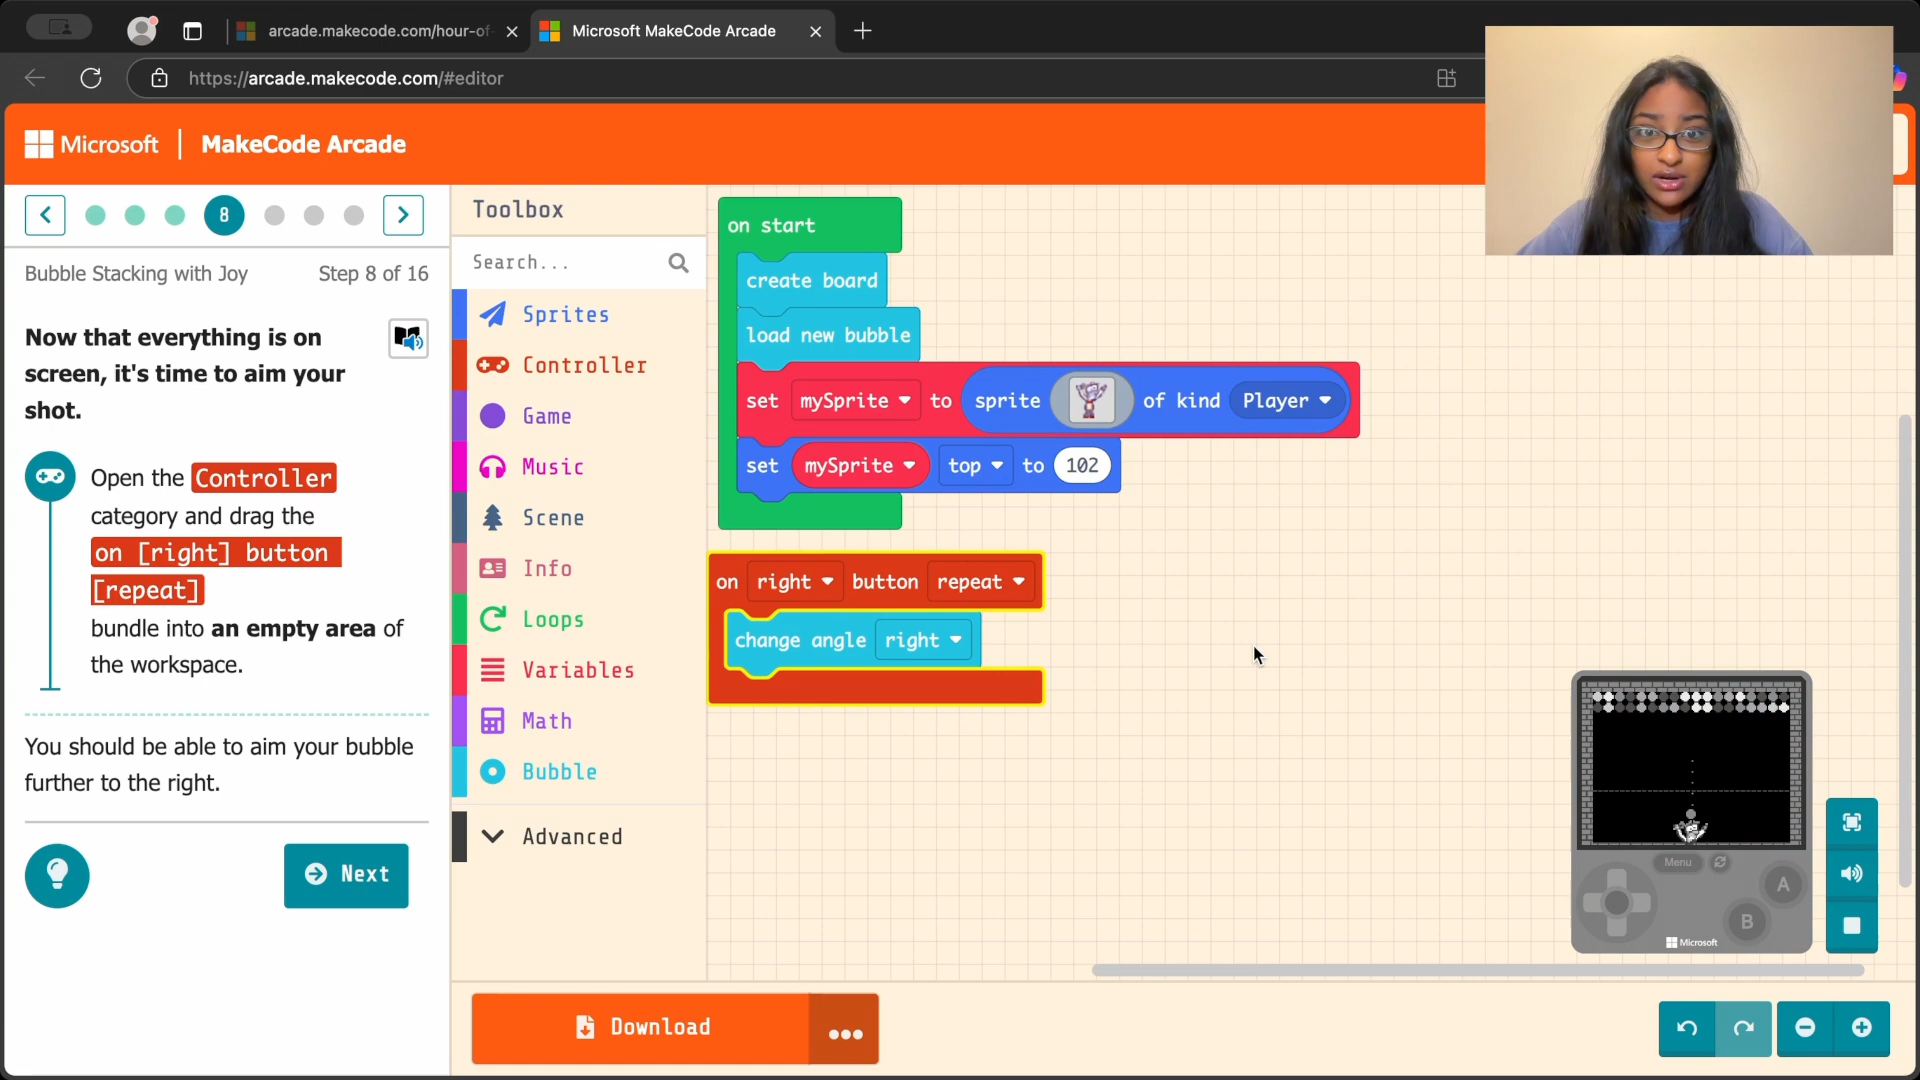 arcade.makecode.com/hour-of-
Microsoft MakeCode Arcade
https://arcade.makecode.com/#editor
Microsoft | MakeCode Arcade
8
Bubble Stacking with Joy
Step 8 of 16
Now that everything is on
screen, it's time to aim your
shot.
Open the Controller
category and drag the
on [right] button
[repeat]
bundle into an empty area of
the workspace.
You should be able to aim your bubble
further to the right.
Next
Toolbox
Search...
Sprites
Controller
Game
Music
Scene
Info
Loops
Variables
Math
Bubble
Advanced
on start
create board
load new bubble
set mySprite to sprite of kind Player
set mySprite top to 102
on right button repeat
change angle right
Menu
A
B
Microsoft
Download